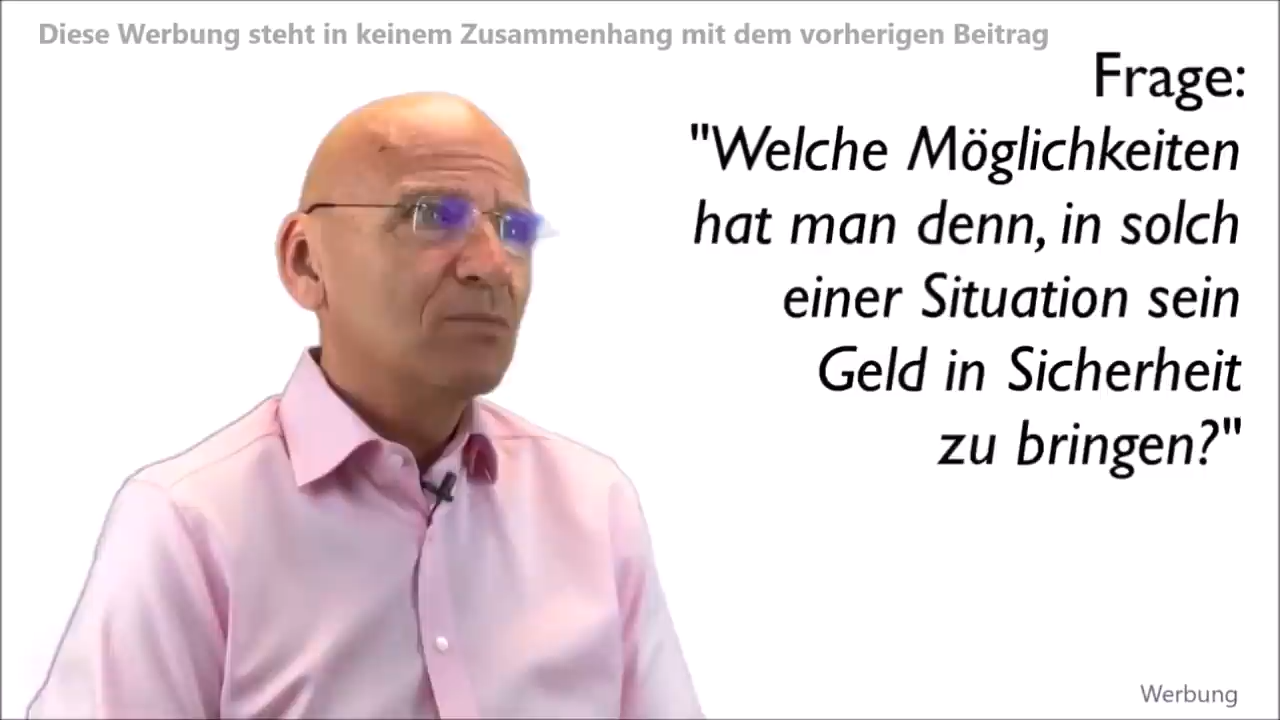 Diese Werbung steht in keinem Zusammenhang mit dem vorherigen Beitrag
Frage:
"Welche Möglichkeiten
hat man denn, in solch
einer Situation sein
Geld in Sicherheit
zu bringen?"
Werbung